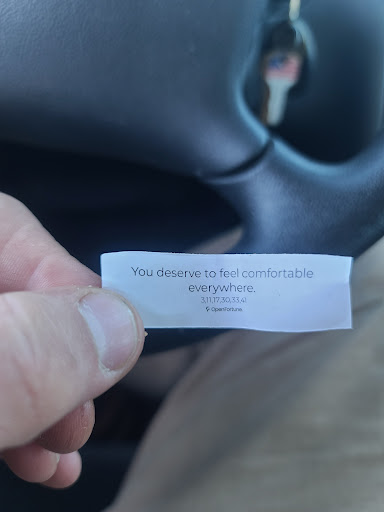 You deserve to feel comfortable
everywhere.
3,11,17,30,33,41
OpenFortune